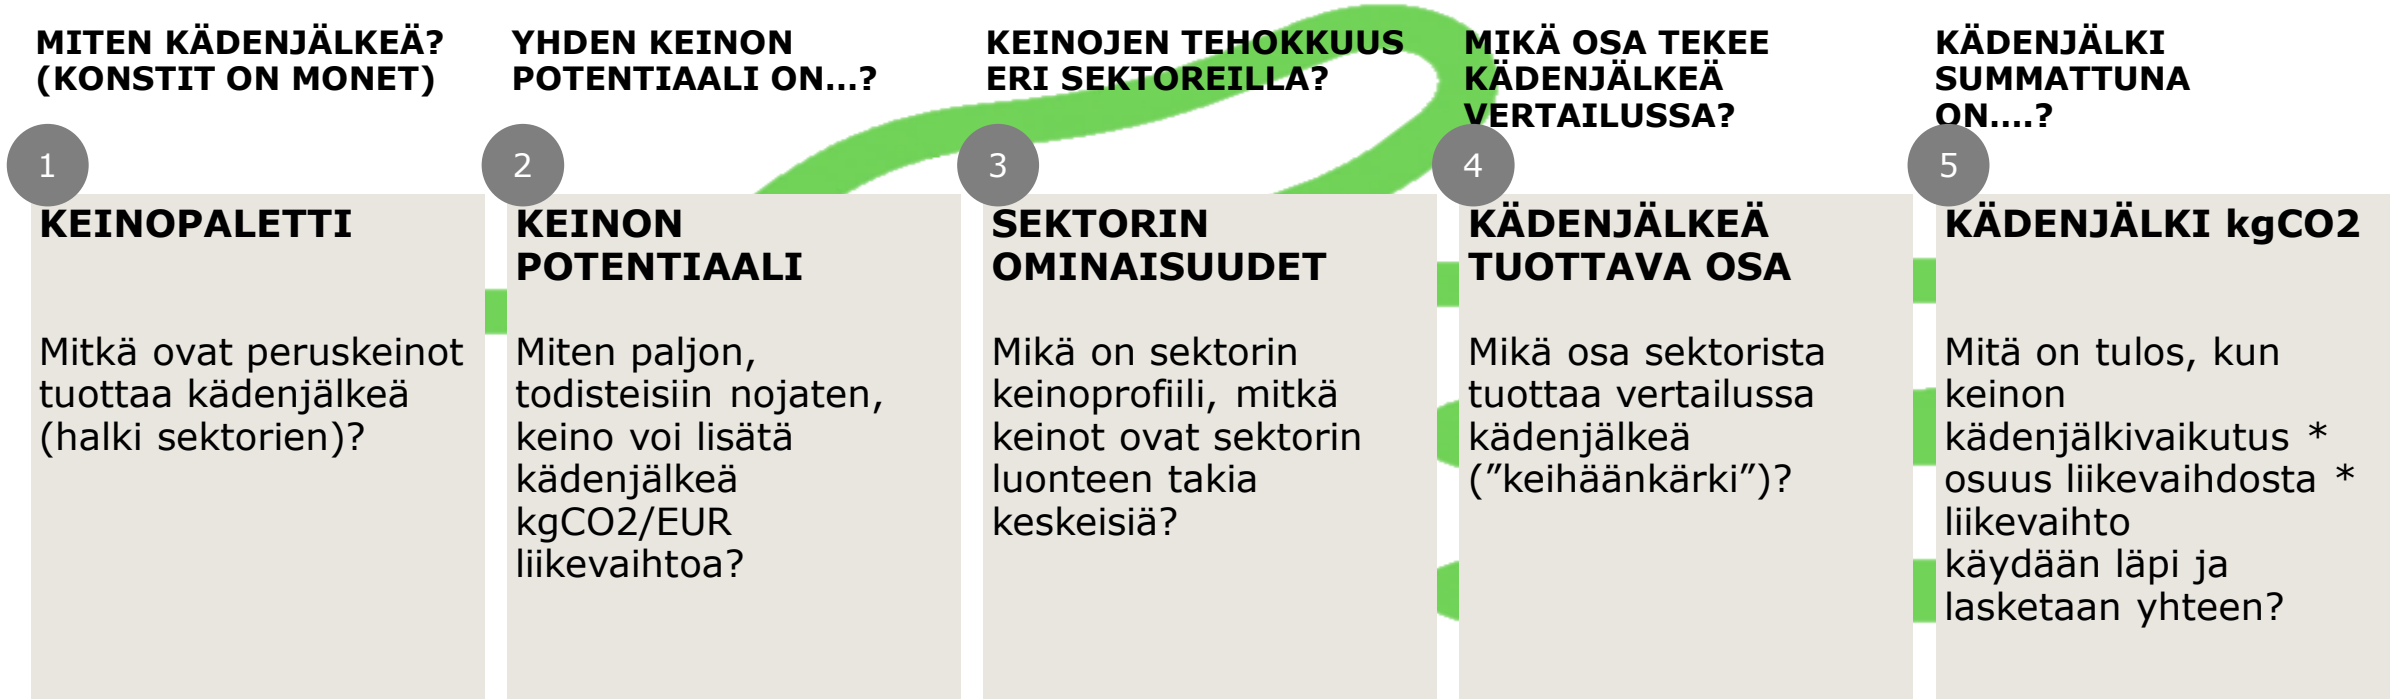 MITEN KÄDENJÄLKEÄ?
(KONSTIT ON MONET)
1
KEINOPALETTI
Mitkä ovat peruskeinot
tuottaa kädenjälkeä
(halki sektorien)?
YHDEN KEINON
POTENTIAALI ON…?
2
KEINON
POTENTIAALI
Miten paljon,
todisteisiin nojaten,
keino voi lisätä
kädenjälkeä
kgCO2/EUR
liikevaihtoa?
KEINOJEN TEHOKKUUS
ERI SEKTOREILLA?
3
SEKTORIN
OMINAISUUDET
Mikä on sektorin
keinoprofiili, mitkä
keinot ovat sektorin
luonteen takia
keskeisiä?
MIKÄ OSA TEKEE
KÄDENJÄLKEÄ
VERTAILUSSA?
4
KÄDENJÄLKEÄ
TUOTTAVA OSA
Mikä osa sektorista
tuottaa vertailussa
kädenjälkeä
(”keihäänkärki”)?
KÄDENJÄLKI
SUMMATTUNA
ON….?
5
KÄDENJÄLKI kgCO2
Mitä on tulos, kun
keinon
kädenjälkivaikutus *
osuus liikevaihdosta *
liikevaihto
käydään läpi ja
lasketaan yhteen?